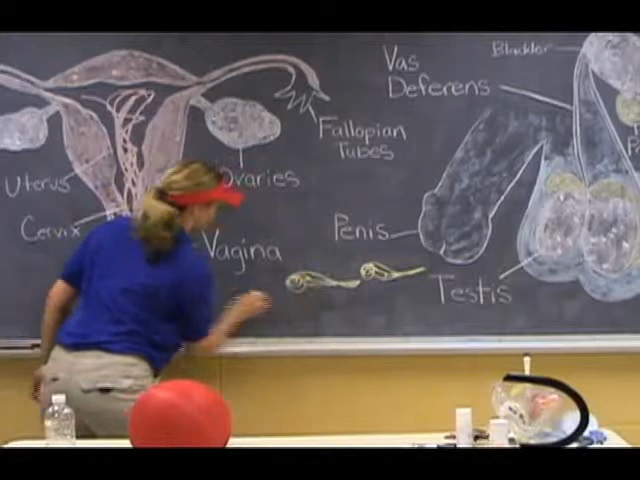 Vas
Deferens
Bladder
Fallopian
Tubes
Uterus
Ovaries
Cervix
Vagina
Penis
Testis